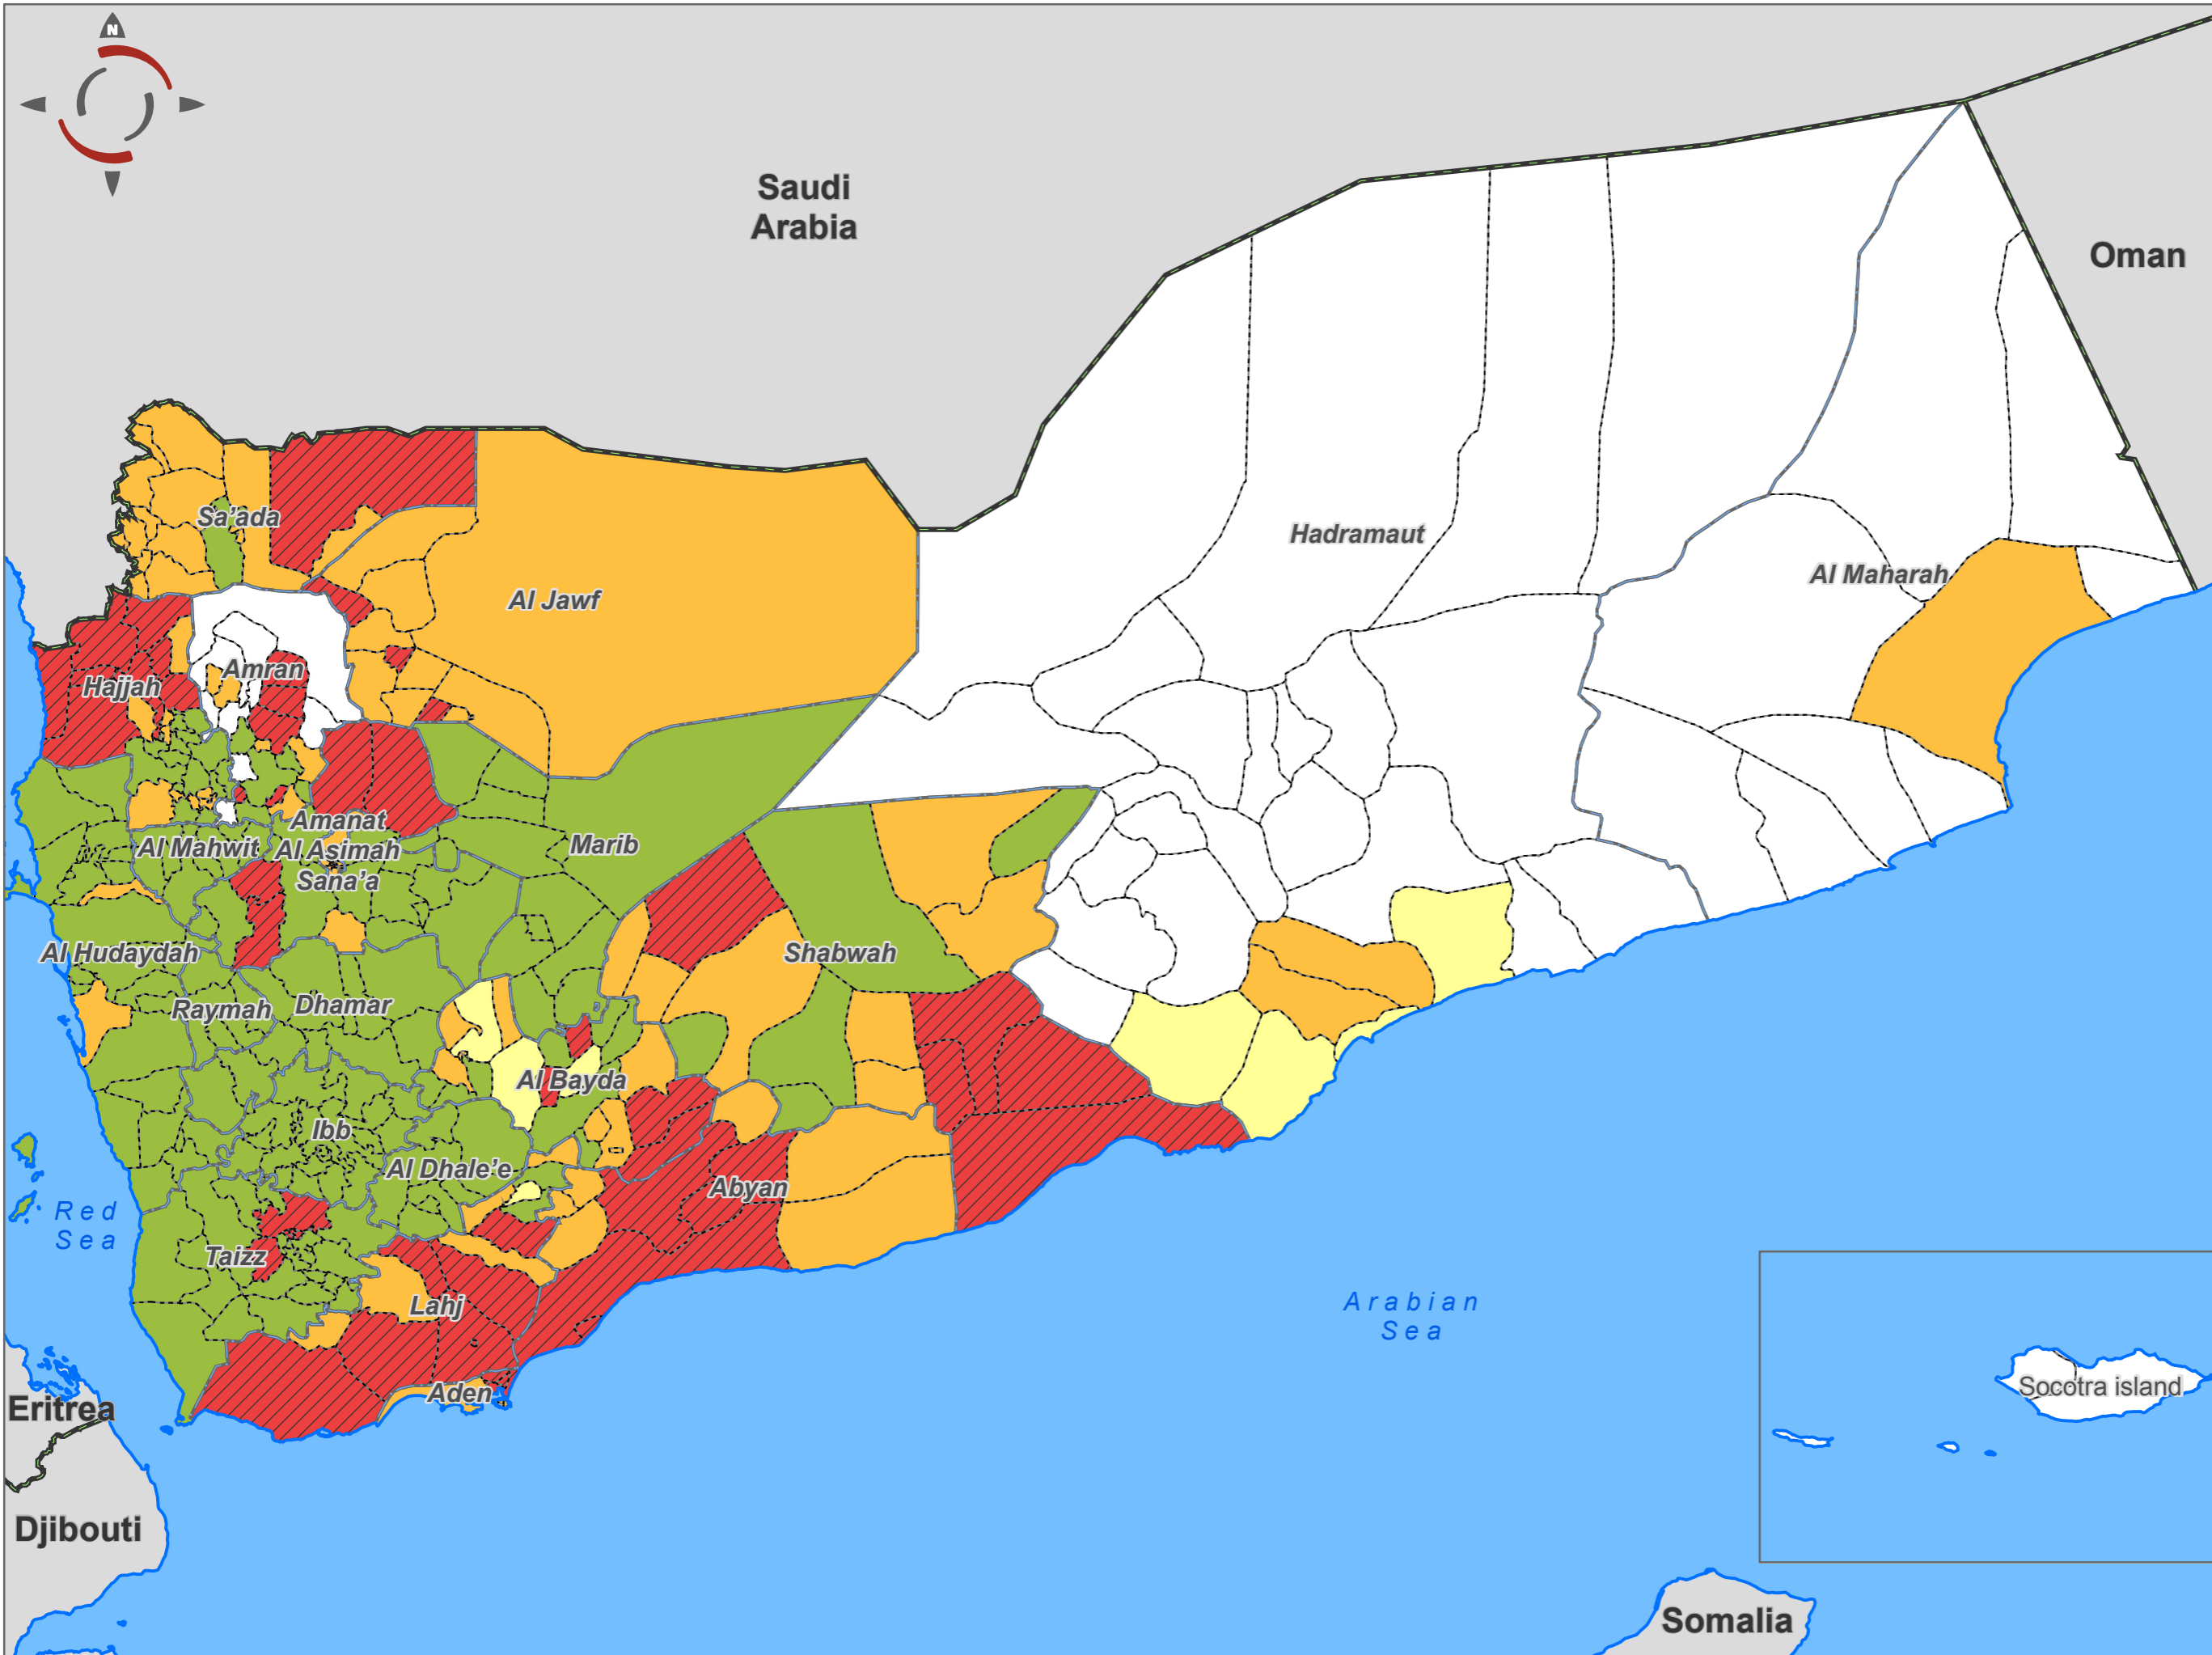 N
Saudi
Arabia
Oman
Sa'ada
Hadramaut
Al Maharah
Al Jawf
Amran
Hajjah
Amanat
Al Asimah
Al Mahwit
Marib
Sana'a
Al Hudaydah
Shabwah
Raymah
Dhamar
Al Bayda
Ibb
Al Dhale'e
Abyan
Red
Sea
Taizz
Lahj
Arabian
Sea
Aden
Socotra island
Eritrea
Djibouti
Somalia